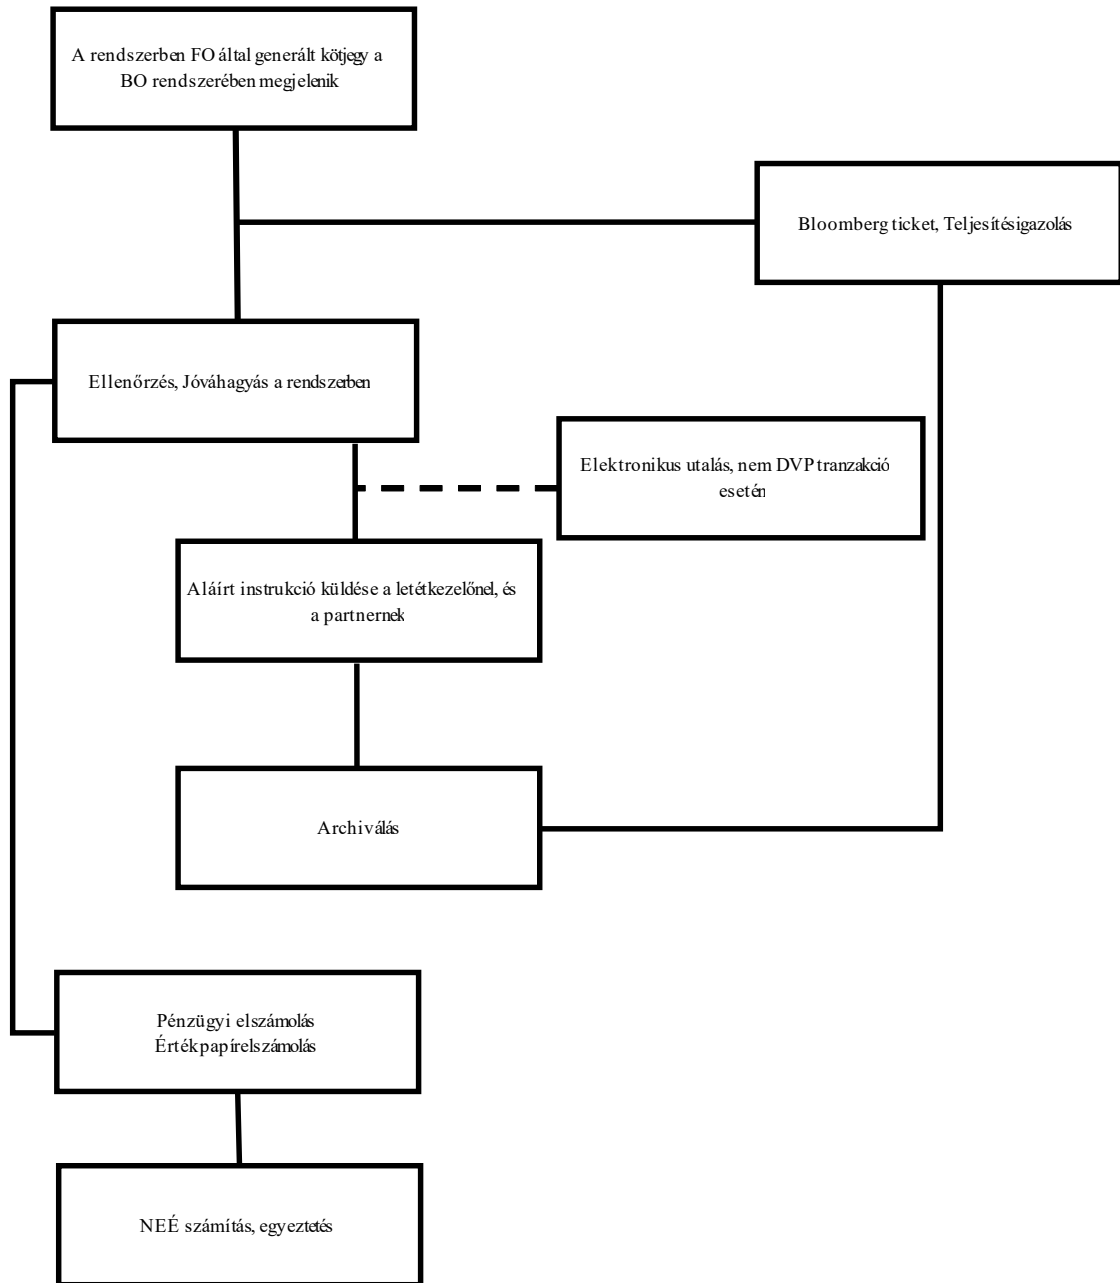 A rendszerben FO által generált kötjegy a
BO rendszerében megjelenik
Bloomberg ticket, Teljesítésigazolás
Ellenőrzés, Jóváhagyás a rendszerben
Elektronikus utalás, nem DVP tranzakció
esetén
Aláírt instrukció küldése a letétkezelőnel, és
a partnernek
Archiválás
Pénzügyi elszámolás
Értékpapírelszámolás
NEÉ számítás, egyeztetés